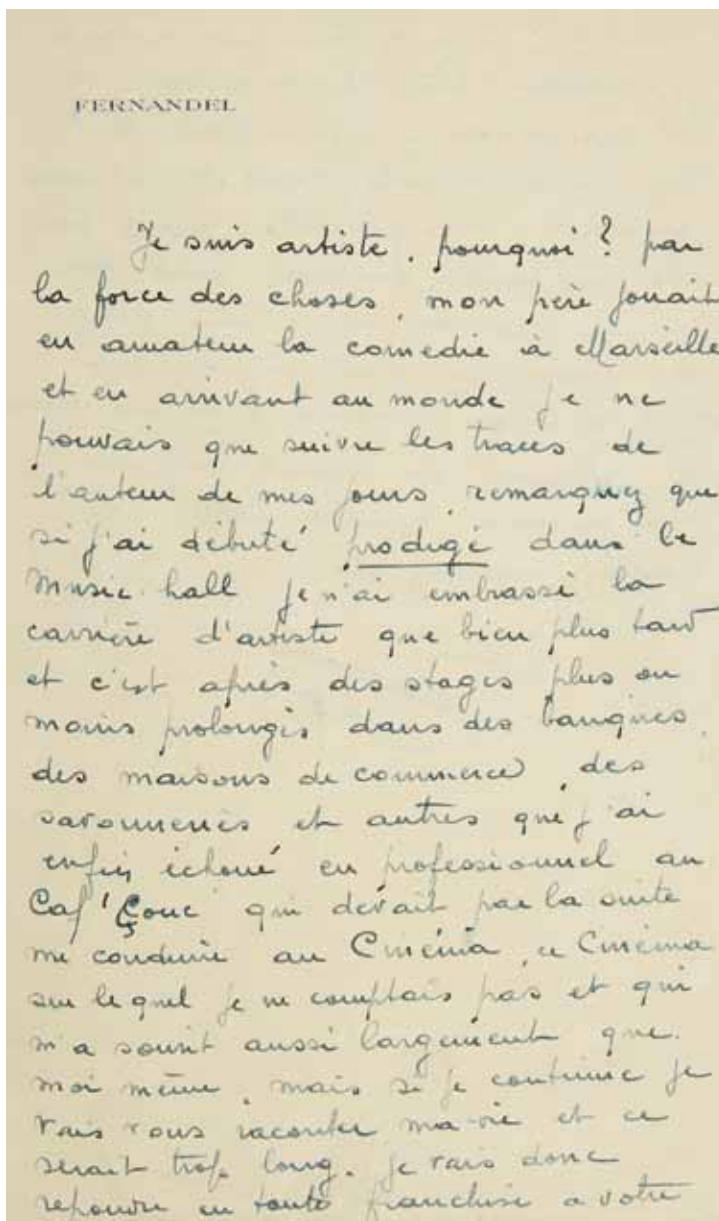 FERNANDEL
Je suis artiste. pourquoi? par
la force des choses, mon père jouait
en amateur la comedie à Marseille
et en arrivant au monde je ne
pouvais que suivre les traces de
l'auteur de mes jours, remarquez que
si j'ai débuté prodige dans le
Music-hall je n'ai embrassé la
carrière d'artiste que bien plus tard
et c'est après des stages plus ou
moins prolongés dans des banques,
des maisons de commerce, des
savonneries et autres que j'ai
enfin échoué en professionnel au
Caf' Conc' qui devait par la suite
me conduire au Cinéma, ce Cinéma
sur lequel je ne comptais pas et qui
m'a sourit aussi largement que
moi même, mais si je continue je
vais vous raconter ma vie et ce
serait trop long. Je vais donc
repondre en toute franchise a votre